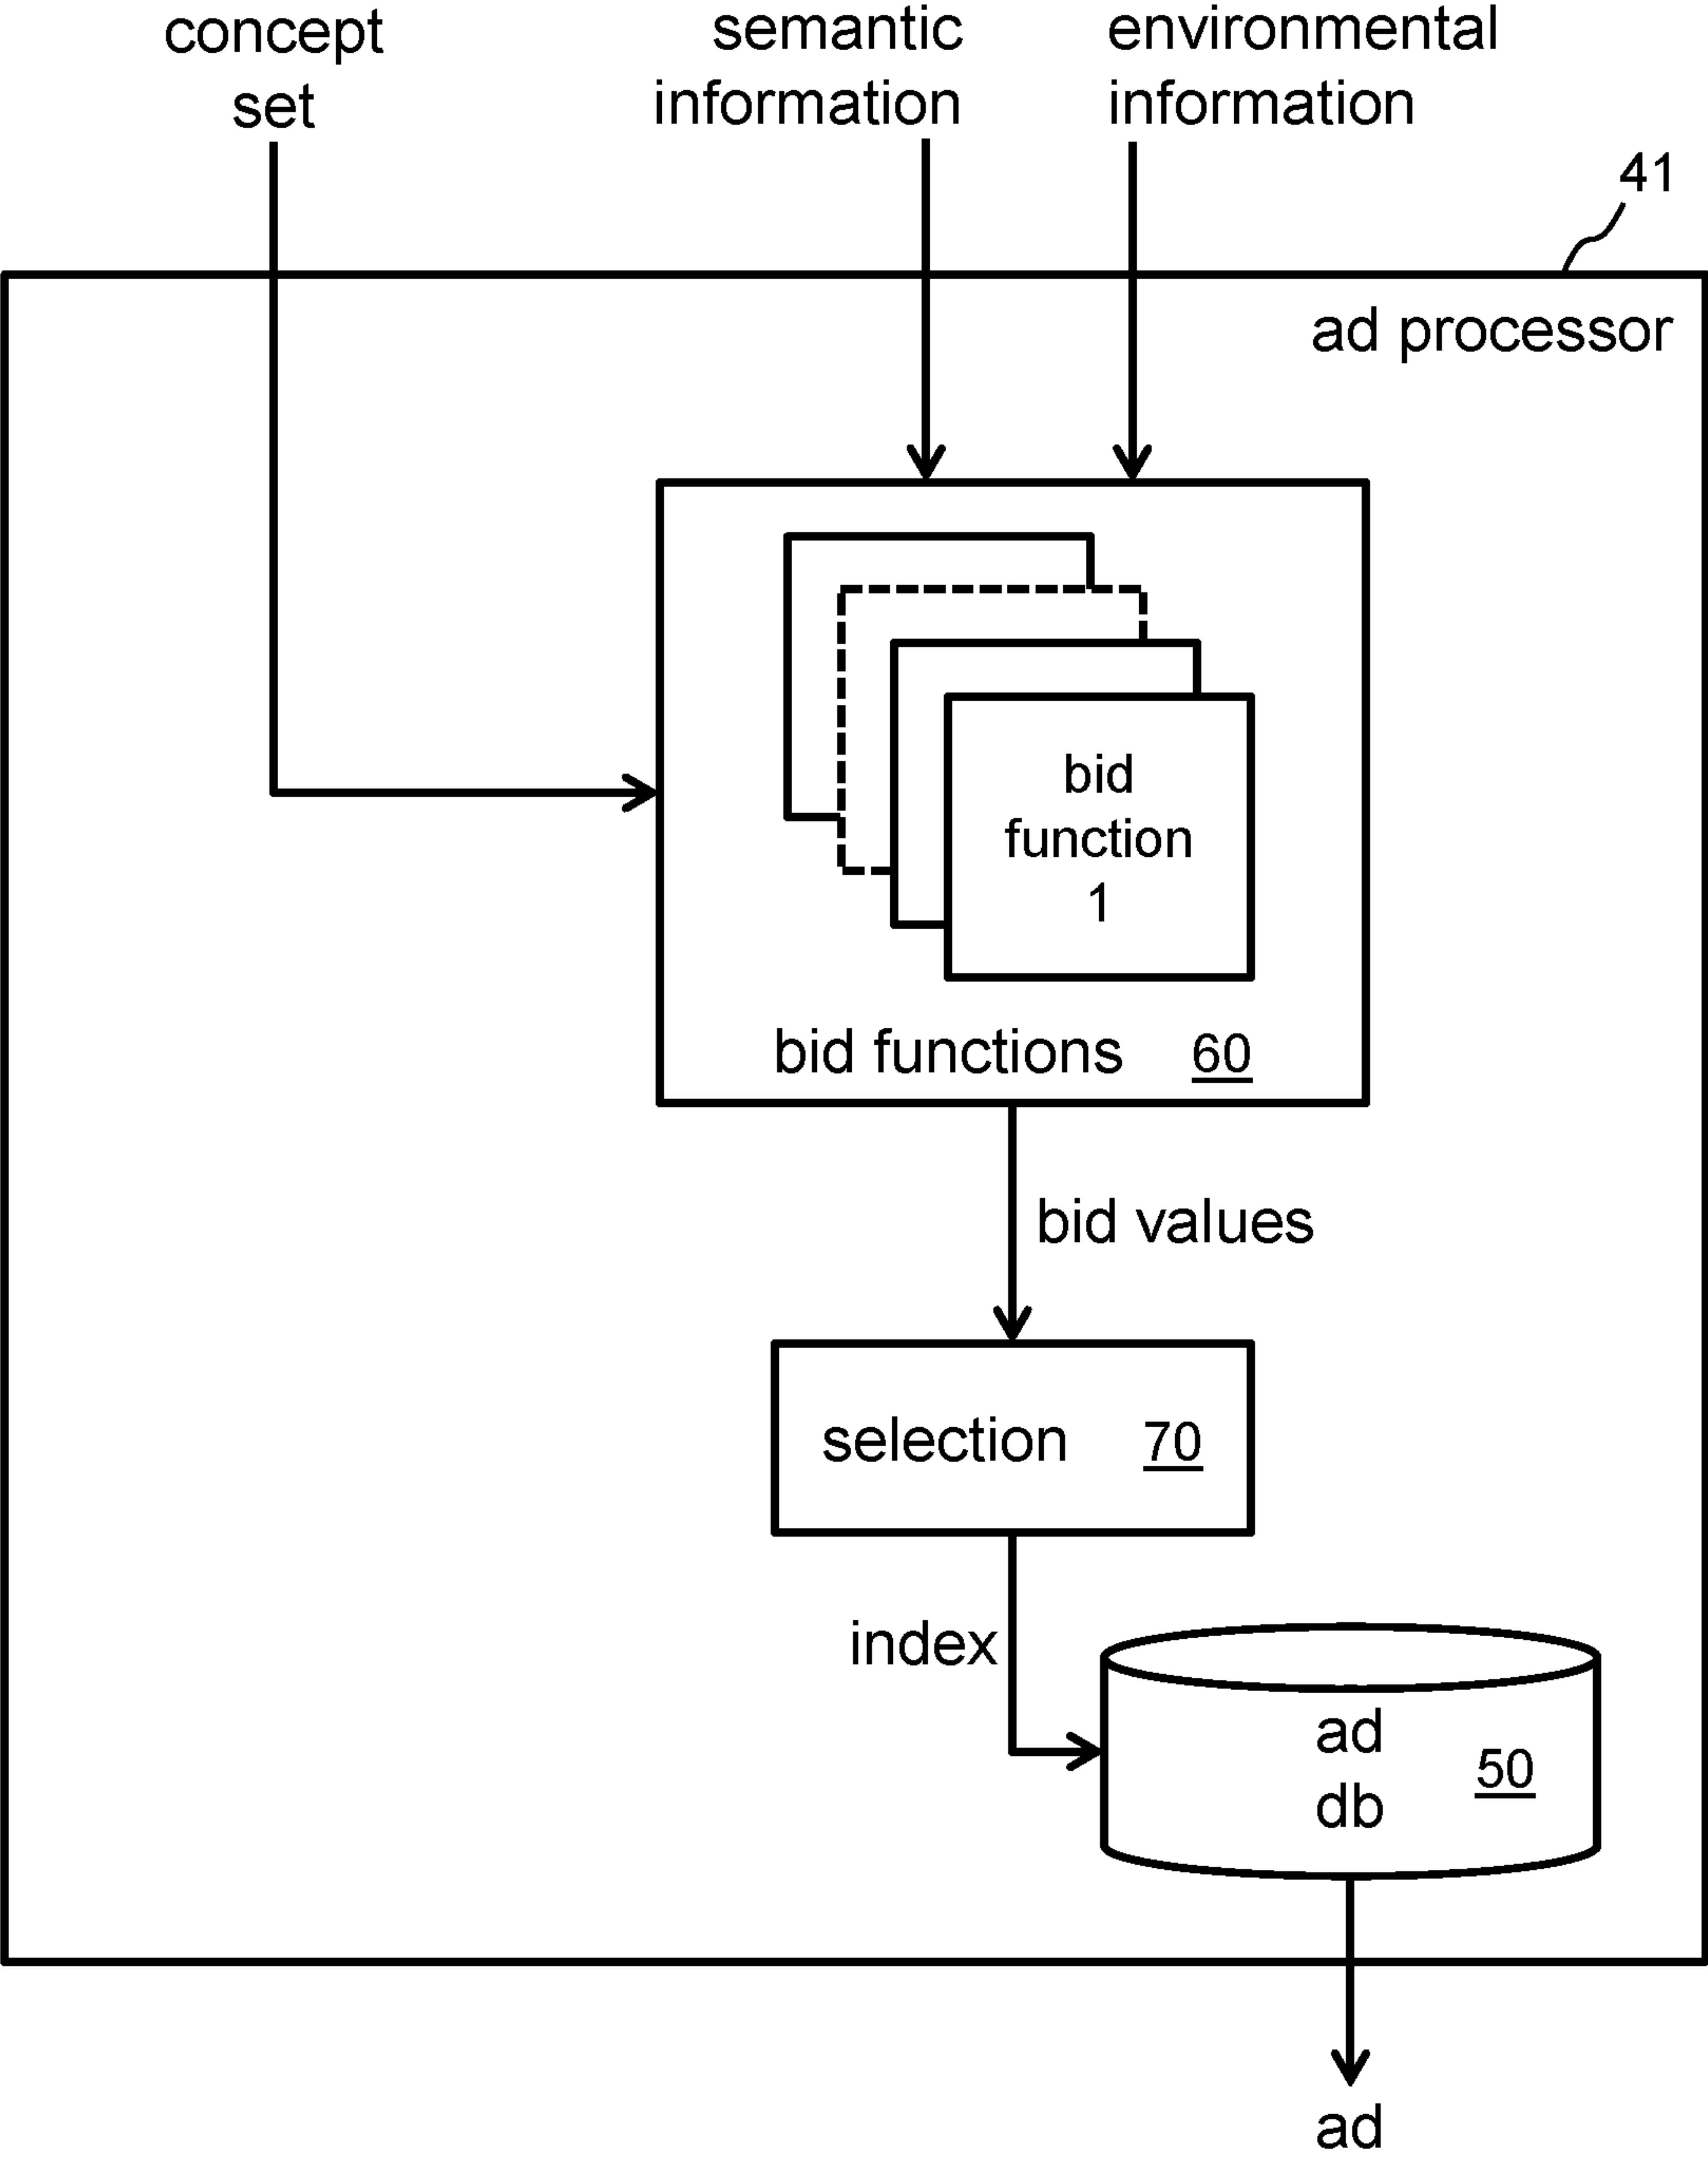 concept
set
semantic
information
environmental
information
41
ad processor
bid
function
1
bid functions 60
bid values
selection 70
index
ad
db
50
ad